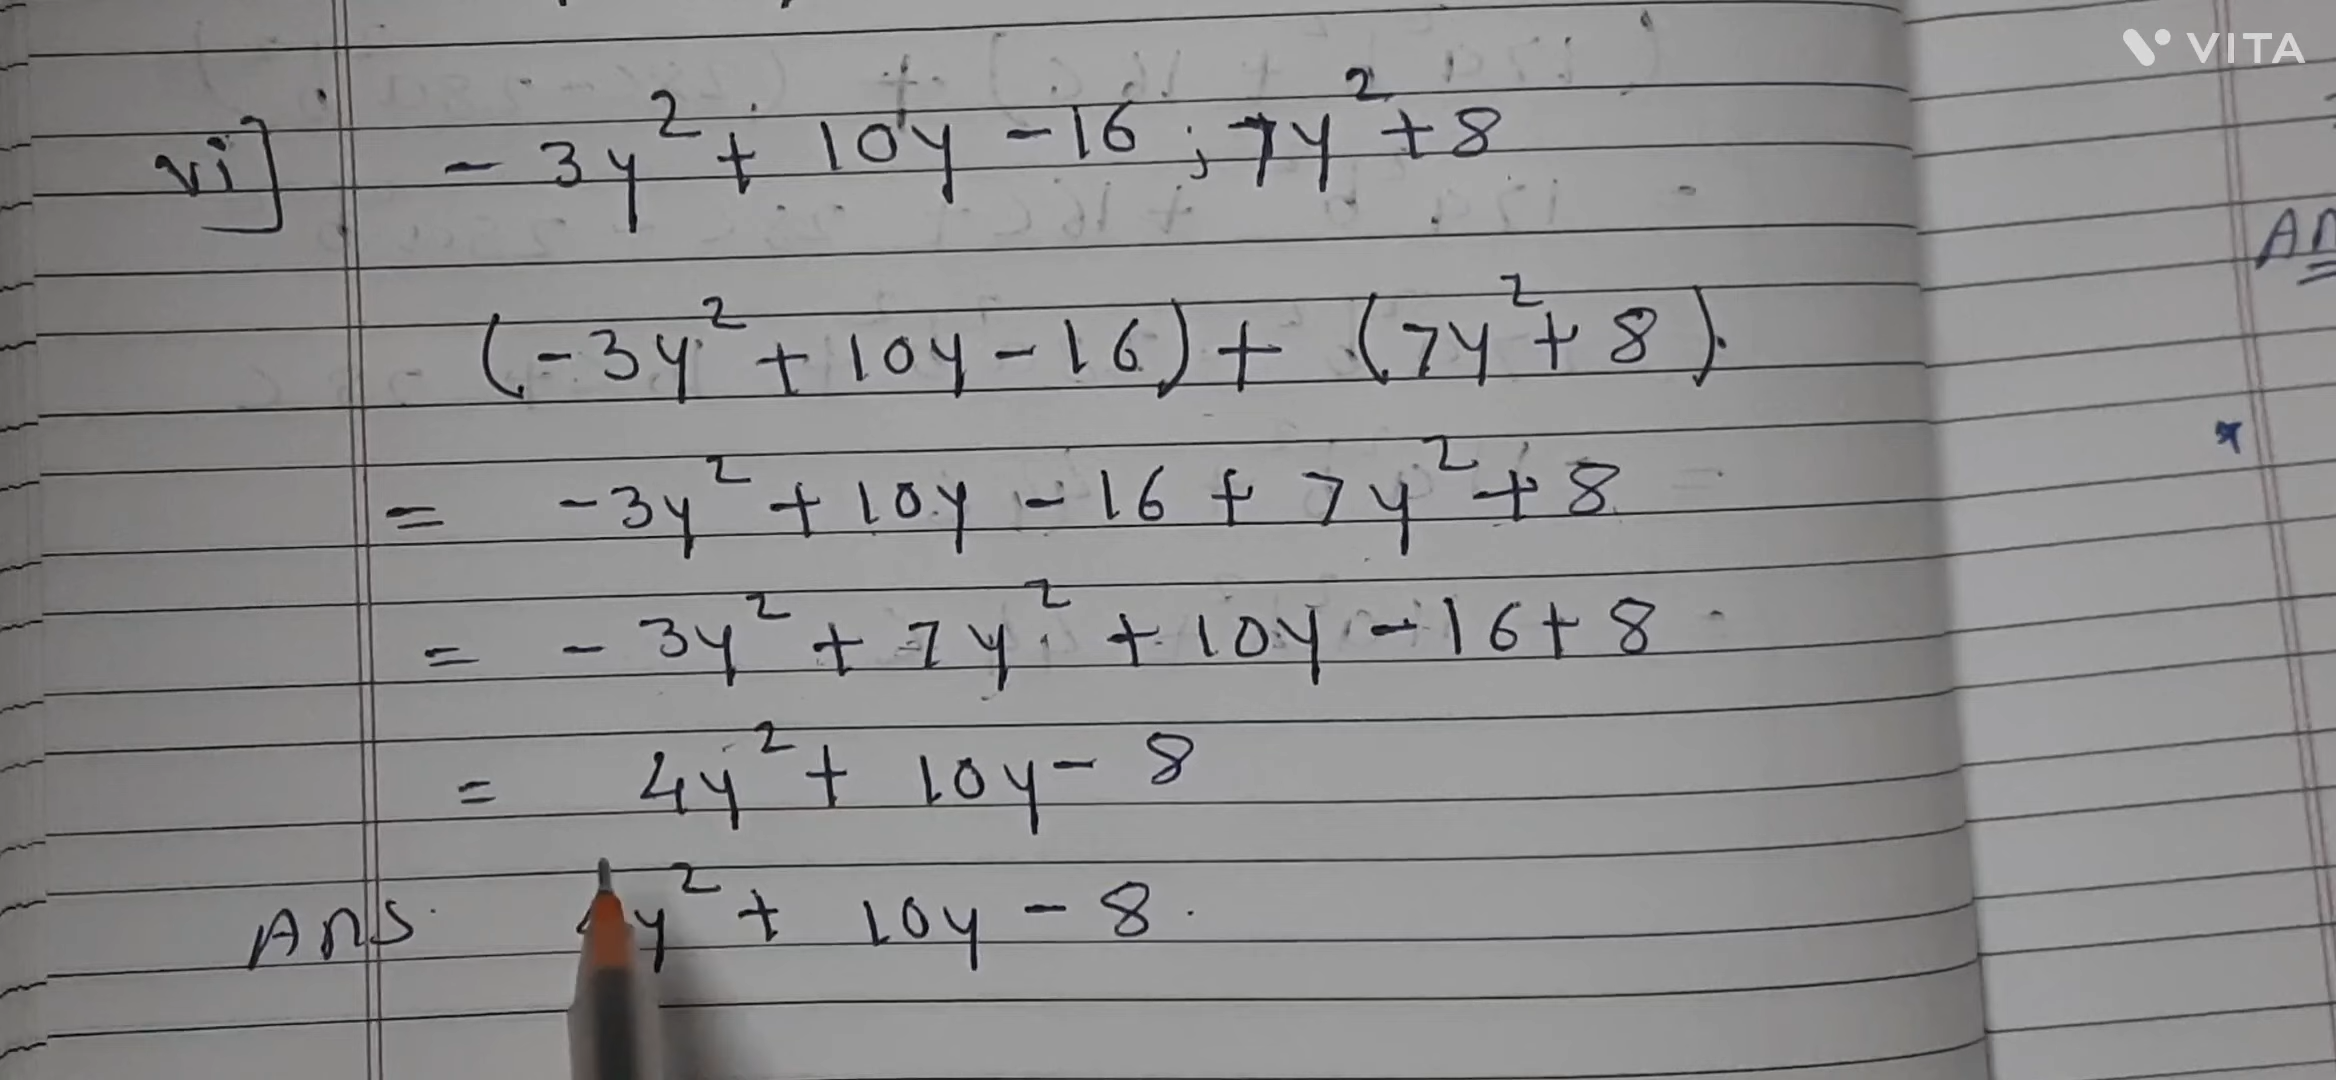 VITA
vi] -3y² + 10y - 16 ; 7y² + 8
(-3y² + 10y - 16) + (7y² + 8).
= -3y² + 10y - 16 + 7y² + 8
= -3y² + 7y² + 10y - 16 + 8
= 4y² + 10y - 8
Ans. y² + 10y - 8.